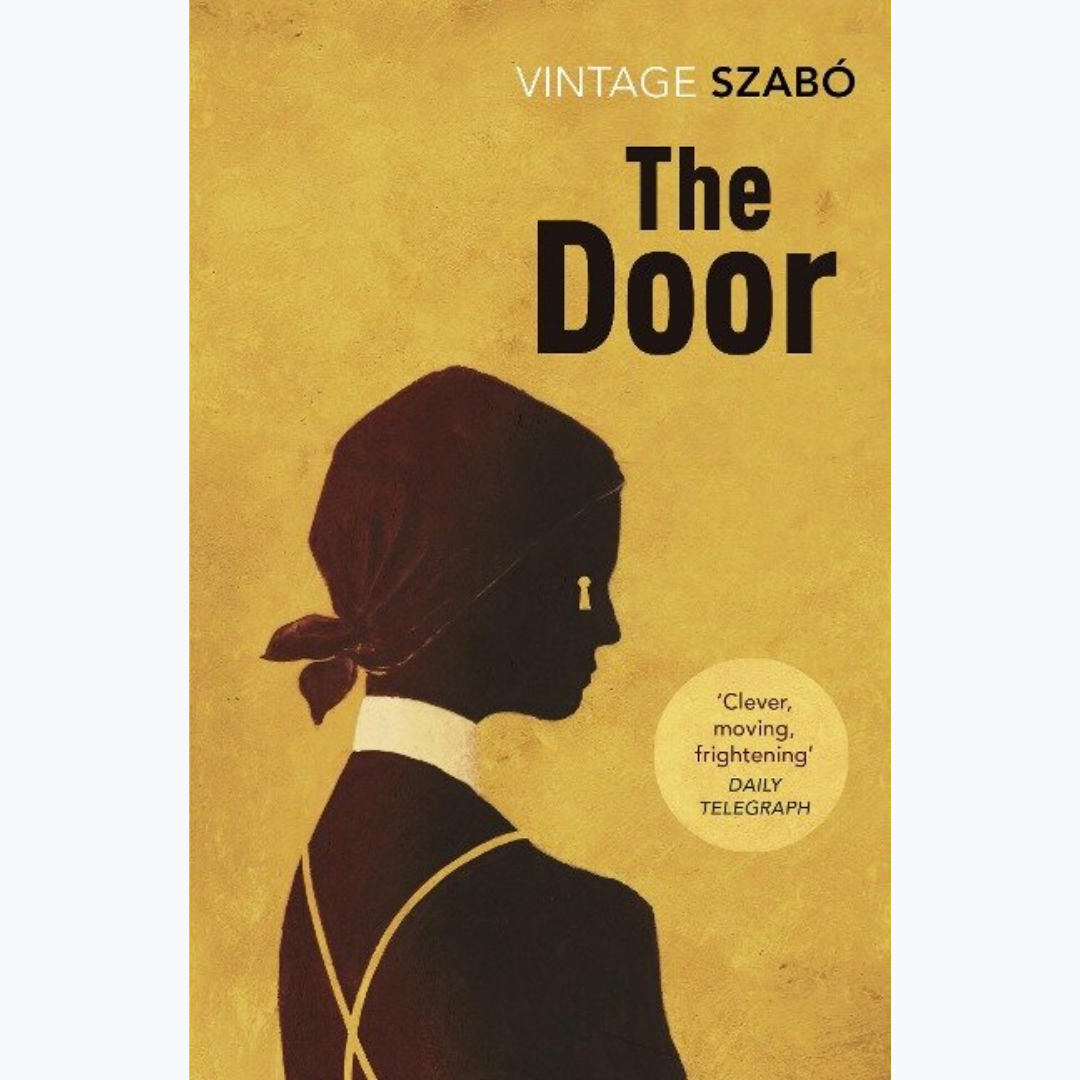 VINTAGE SZABÓ
The
Door
‘Clever,
moving,
frightening’
DAILY
TELEGRAPH